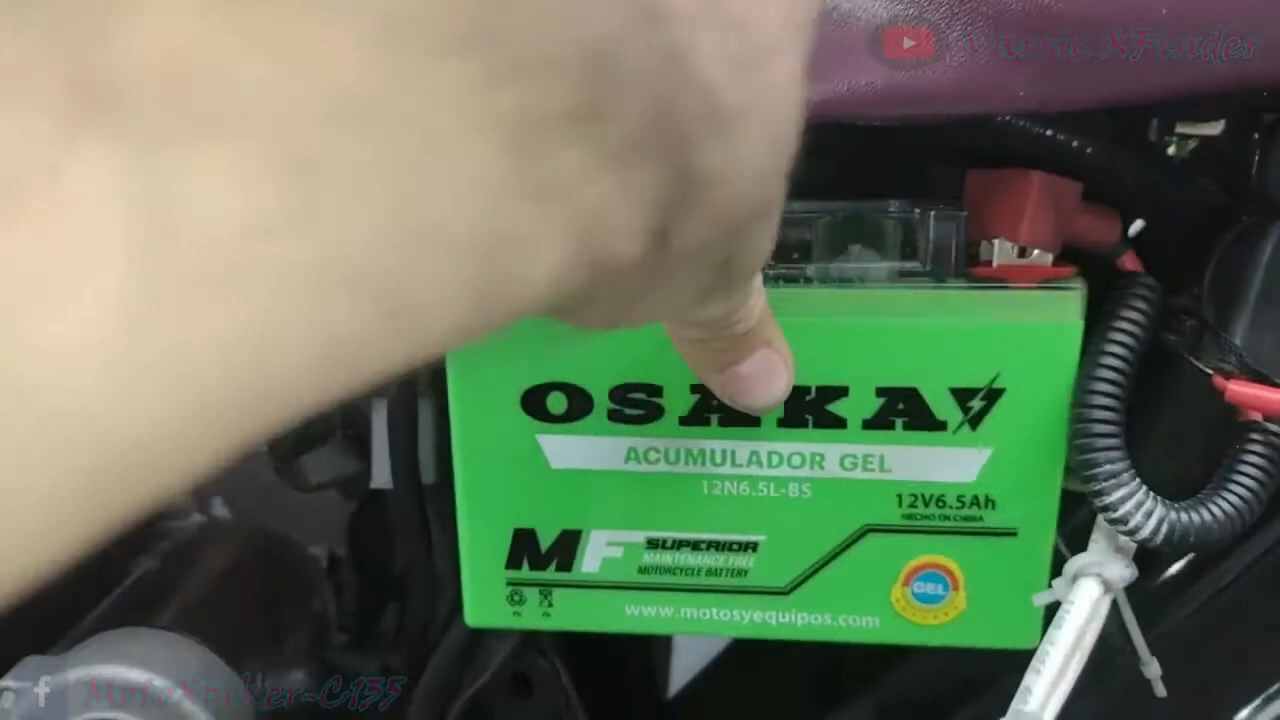 OSAKA
ACUMULADOR GEL
12N6.5L-BS
12V6.5Ah
HECHO EN CHINA
MF SUPERIOR
MAINTENANCE FREE
MOTORCYCLE BATTERY
GEL
www.motosyequipos.com